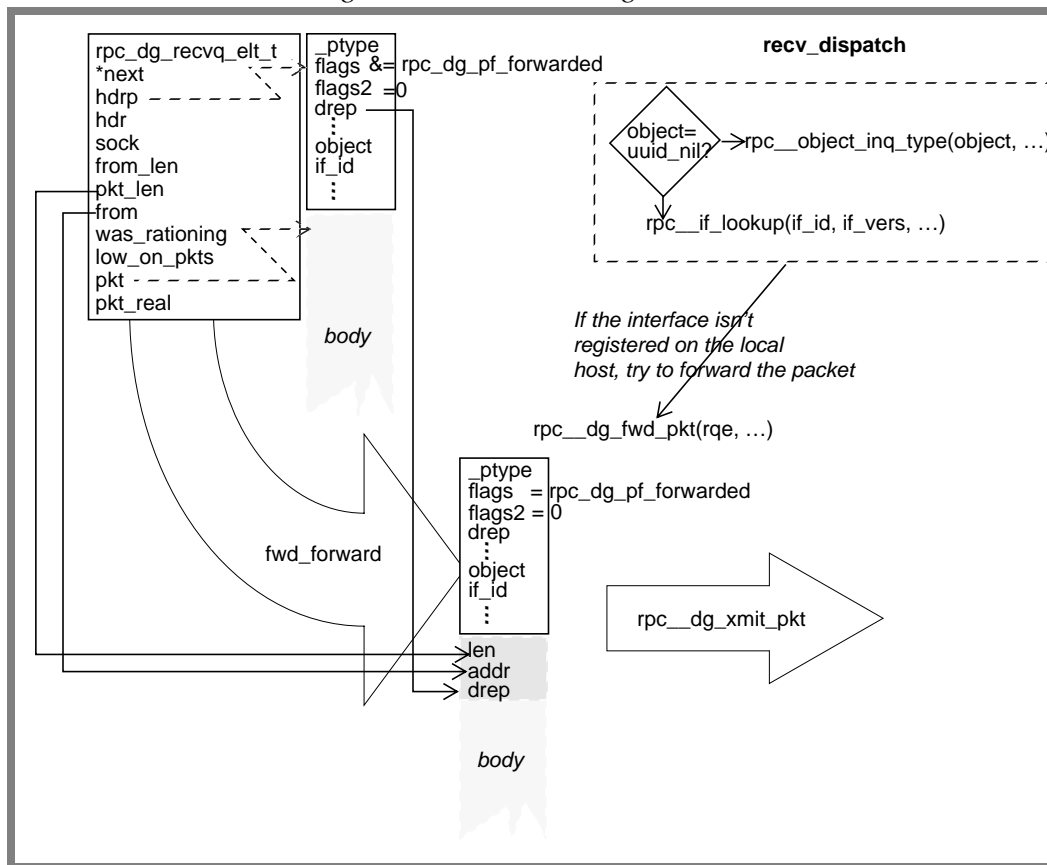 rpc_dg_recvq_elt_t
*next
hdrp
hdr
sock
from_len
pkt_len
from
was_rationing
low_on_pkts
pkt
pkt_real
_ptype
flags &= rpc_dg_pf_forwarded
flags2 =0
drep
⋮
object
if_id
⋮
body
recv_dispatch
object=
uuid_nil?
rpc__object_inq_type(object, …)
rpc__if_lookup(if_id, if_vers, …)
If the interface isn't
registered on the local
host, try to forward the packet
rpc__dg_fwd_pkt(rqe, …)
fwd_forward
_ptype
flags = rpc_dg_pf_forwarded
flags2 = 0
drep
⋮
object
if_id
⋮
len
addr
drep
body
rpc__dg_xmit_pkt